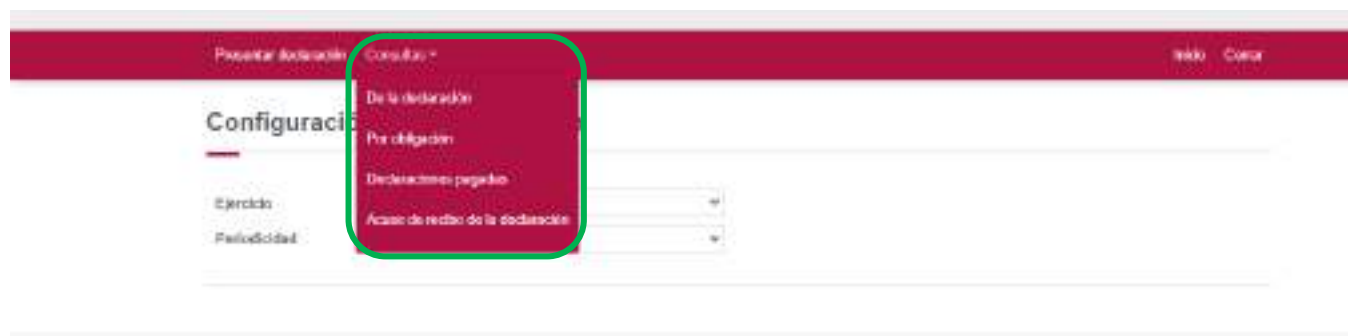 Presentar declaración Consultas Inicio Cerrar
De la declaración
Configuració
Por obligación
Declaraciones pagadas
Ejercicio
Acuse de recibo de la declaración
Periodicidad